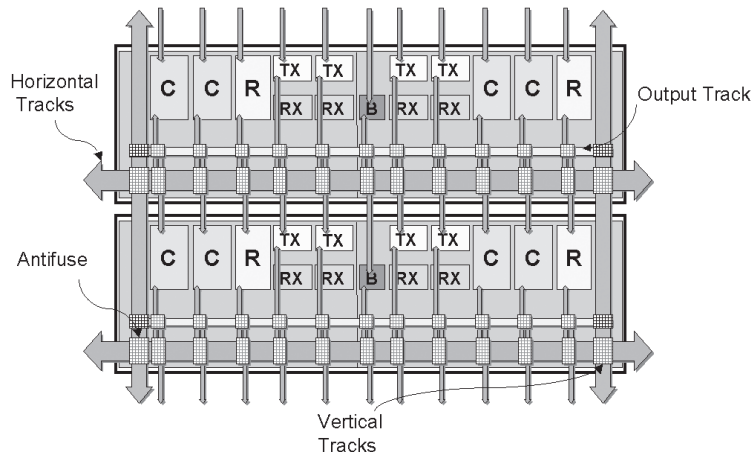 TX TX TX TX
C C R C C R
RX RX B RX RX
Horizontal
Tracks
Output Track
TX TX TX TX
C C R C C R
RX RX B RX RX
Antifuse
Vertical
Tracks